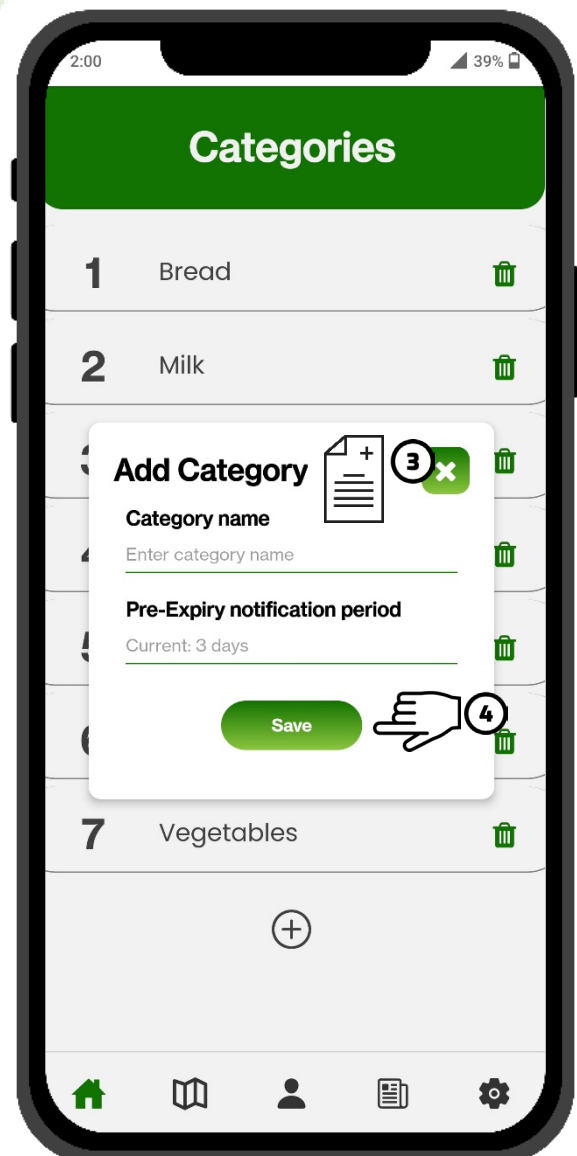 2:00 39%
Categories
1 Bread
2 Milk
Add Category
3
Category name
Enter category name
Pre-Expiry notification period
Current: 3 days
Save
4
7 Vegetables